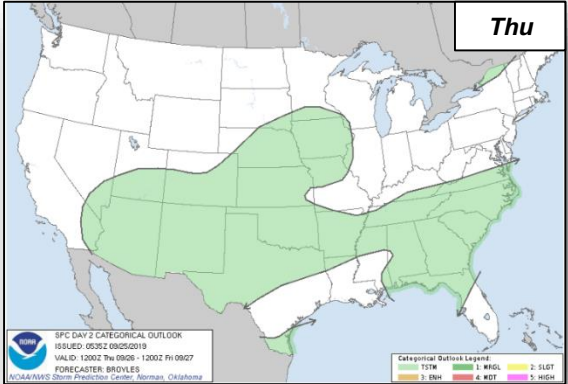 Thu
NOAA
SPC DAY 2 CATEGORICAL OUTLOOK
ISSUED: 0535Z 09/25/2019
VALID: 1200Z Thu 09/26 - 1200Z Fri 09/27
FORECASTER: BROYLES
NOAA/NWS Storm Prediction Center, Norman, Oklahoma
Categorical Outlook Legend:
TSTM 1: MRGL 2: SLGT
3: ENH 4: MDT 5: HIGH